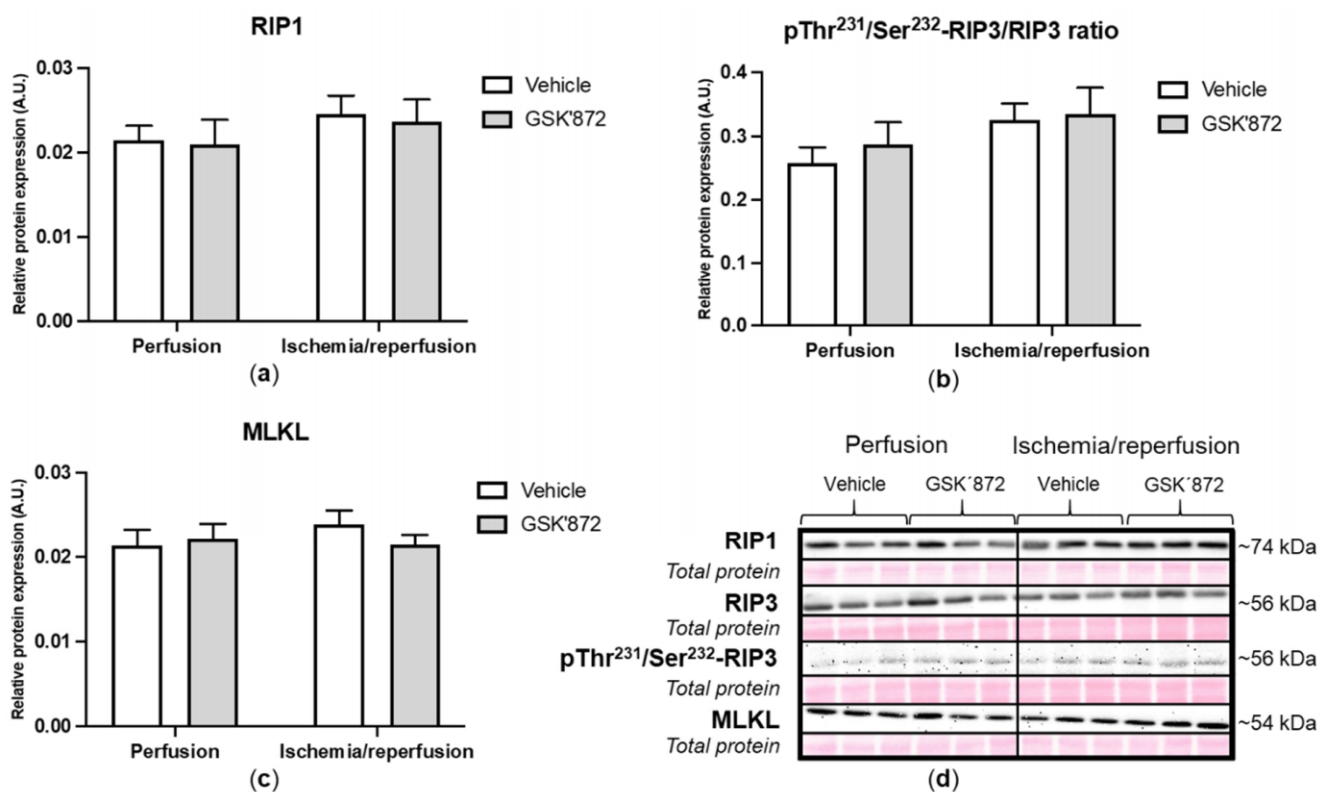 RIP1
Relative protein expression (A.U.)
0.03
0.02
0.01
0.00
Vehicle
GSK'872
Perfusion
Ischemia/reperfusion
(a)
pThr²³¹/Ser²³²-RIP3/RIP3 ratio
Relative protein expression (A.U.)
0.4
0.3
0.2
0.1
0.0
Vehicle
GSK'872
Perfusion
Ischemia/reperfusion
(b)
MLKL
Relative protein expression (A.U.)
0.03
0.02
0.01
0.00
Vehicle
GSK'872
Perfusion
Ischemia/reperfusion
(c)
Perfusion Ischemia/reperfusion
Vehicle GSK´872 Vehicle GSK´872
RIP1 ~74 kDa
Total protein
RIP3 ~56 kDa
Total protein
pThr²³¹/Ser²³²-RIP3 ~56 kDa
Total protein
MLKL ~54 kDa
Total protein
(d)